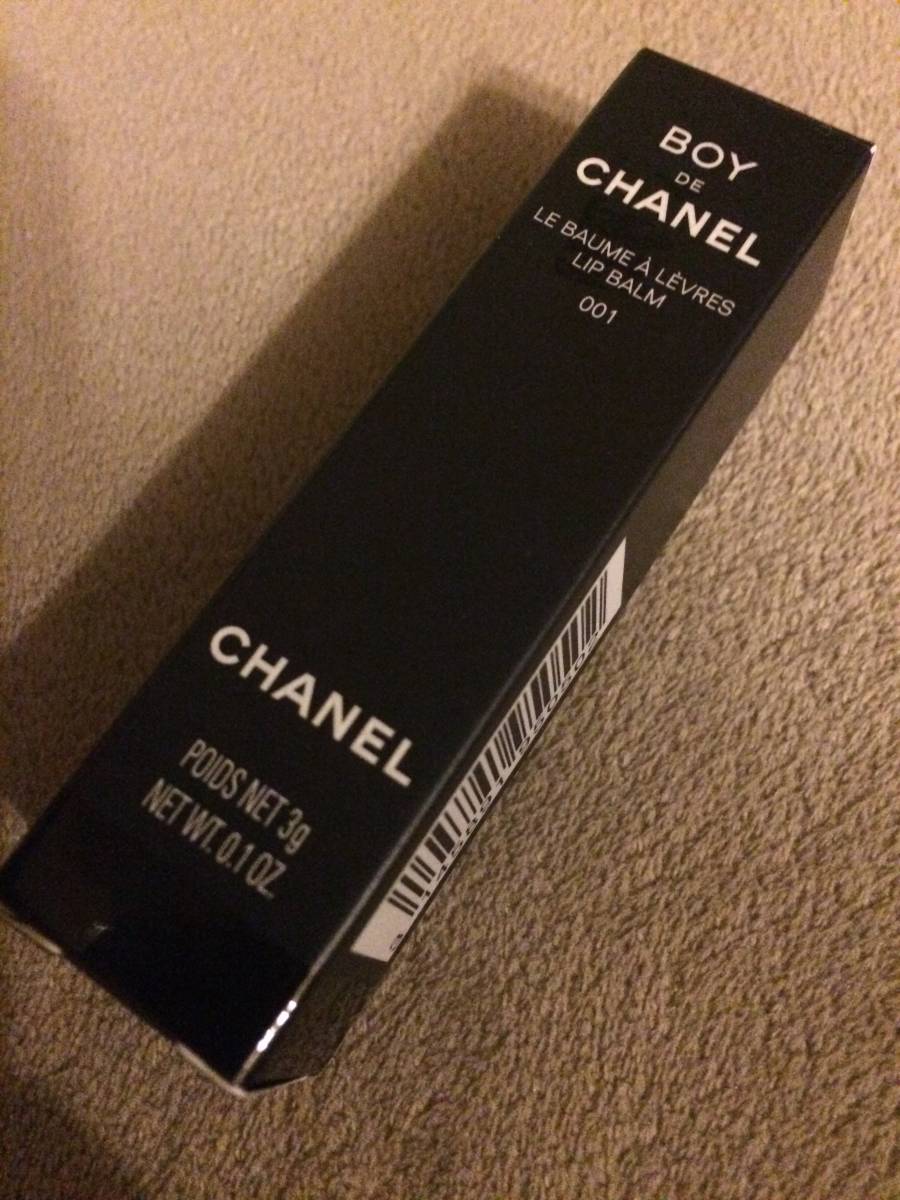 BOY
DE
CHANEL
LE BAUME À LÈVRES
LIP BALM
001
CHANEL
POIDS NET 3g
NET WT. 0.1 OZ.